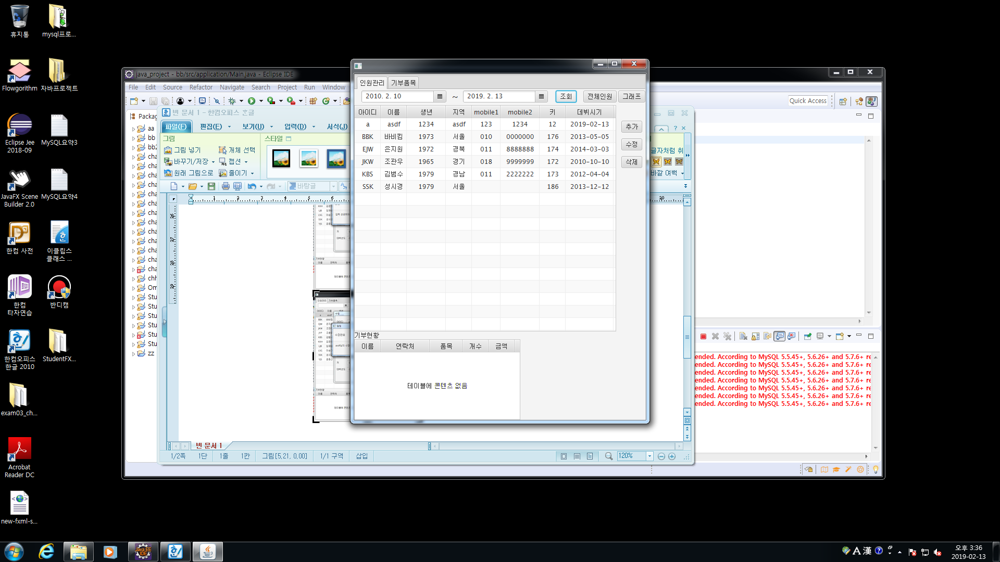 휴지통
mysql프로...
Flowgorithm
자바프로젝트
Eclipse Jee
2018-09
MySQL요약3
JavaFX Scene
Builder 2.0
MySQL요약4
한컴 사전
이클립스
클래스 ...
한컴
타자연습
반디캠
한컴오피스
한글 2010
StudentFX...
exam03_ch...
Acrobat
Reader DC
new-fxml-s...
java_project - bb/src/application/Main.java - Eclipse IDE
File Edit Source Refactor Navigate Search Project Run Window
Quick Access
Packag
aa
bb
bb2
cha
cha
cha
cha
cha
cha
cha
cha
cha
cha
cha
cha
cha
chh
Om
Stu
Stu
Stu
Stu
Stu
Stu
zz
빈 문서 1 - 한컴오피스 한글
파일(F) 편집(E) 보기(U) 입력(D) 서식(J)
그림
그림 넣기
개체 선택
바꾸기/저장
캡션
원래 그림으로
줄이기
스타일
글자처럼 취
바깥 여백
바탕글
1 2 3 4 5 6 20
26 27 28 29
빈 문서 1
1/2쪽 1단 1줄 1칸 그림[5,21, 0,00] 1/1 구역 삽입 120%
인원관리 기부품목
2010. 2. 10 ~ 2019. 2. 13 조회 전체인원 그래프
아이디 이름 생년 지역 mobile1 mobile2 키 데뷔시기
a asdf 1234 asdf 123 1234 12 2019-02-13
BBK 바비킴 1973 서울 010 0000000 176 2013-05-05
EJW 은지원 1972 경북 011 8888888 174 2014-03-03
JKW 조관우 1965 경기 018 9999999 172 2010-10-10
KBS 김범수 1979 경남 011 2222222 173 2012-04-04
SSK 성시경 1979 서울 186 2013-12-12
추가
수정
삭제
기부현황
이름 연락처 품목 개수 금액
테이블에 콘텐츠 없음
ended. According to MySQL 5.5.45+, 5.6.26+ and 5.7.6+ re
ended. According to MySQL 5.5.45+, 5.6.26+ and 5.7.6+ re
ended. According to MySQL 5.5.45+, 5.6.26+ and 5.7.6+ re
ended. According to MySQL 5.5.45+, 5.6.26+ and 5.7.6+ re
ended. According to MySQL 5.5.45+, 5.6.26+ and 5.7.6+ re
ended. According to MySQL 5.5.45+, 5.6.26+ and 5.7.6+ re
ended. According to MySQL 5.5.45+, 5.6.26+ and 5.7.6+ re
Java EE
IDE
A 漢
오후 3:36
2019-02-13